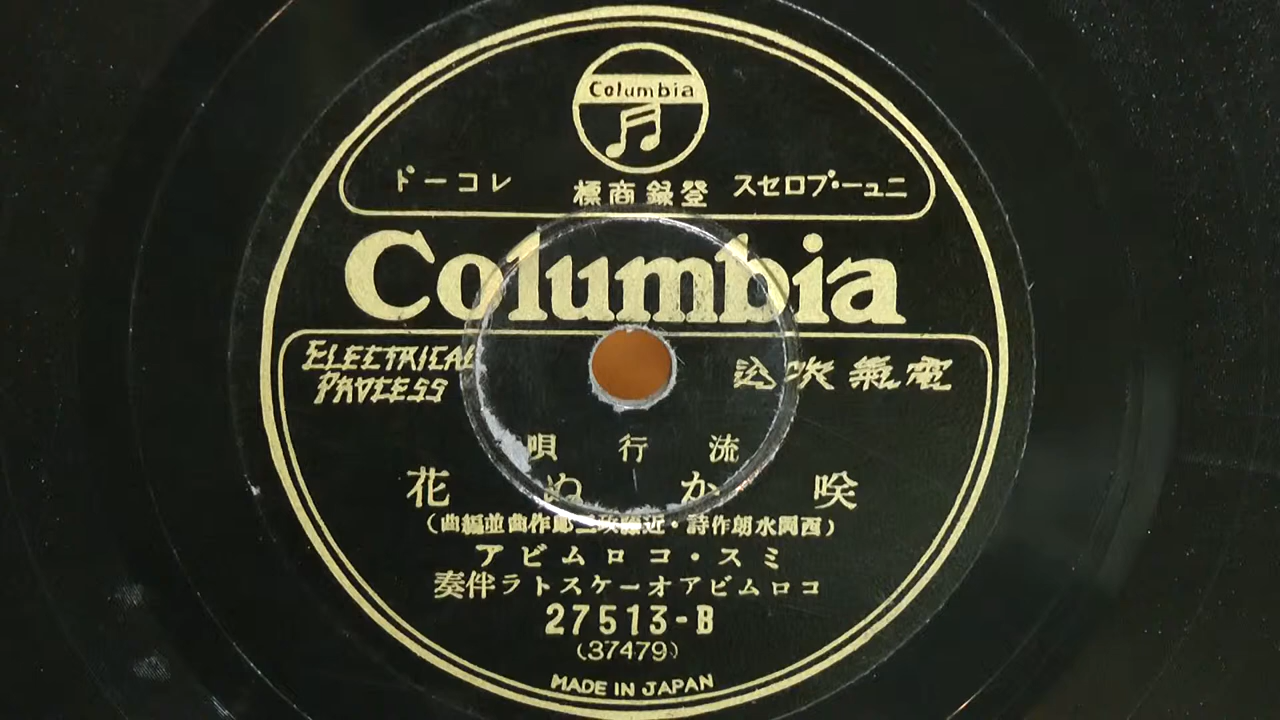 Columbia
ニュー・プロセス 登録商標 レコード
Columbia
ELECTRICAL
PROCESS
電氣吹込
流行唄
咲かぬ花
(西岡水朗作詩・近藤政二郎作曲並編曲)
ミス・コロムビア
コロムビアオーケストラ伴奏
27513-B
(37479)
MADE IN JAPAN